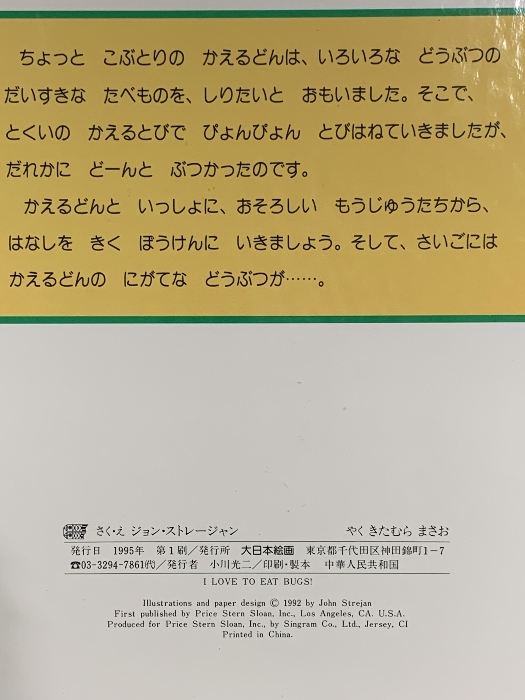 ちょっと　こぶとりの　かえるどんは、いろいろな　どうぶつの
だいすきな　たべものを、しりたいと　おもいました。そこで、
とくいの　かえるとびで　ぴょんぴょん　とびはねていきましたが、
だれかに　どーんと　ぶつかったのです。
かえるどんと　いっしょに、おそろしい　もうじゅうたちから、
はなしを　きく　ぼうけんに　いきましょう。そして、さいごには
かえるどんの　にがてな　どうぶつが……。
さく・え ジョン・ストレージャン　やく きたむら まさお
発行日　1995年　第1刷／発行所　大日本絵画　東京都千代田区神田錦町1-7
☎03-3294-7861(代)／発行者　小川光二／印刷・製本　中華人民共和国
I LOVE TO EAT BUGS!
Illustrations and paper design © 1992 by John Strejan
First published by Price Stern Sloan, Inc., Los Angeles, CA. U.S.A.
Produced for Price Stern Sloan, Inc., by Singram Co., Ltd., Jersey, CI
Printed in China.